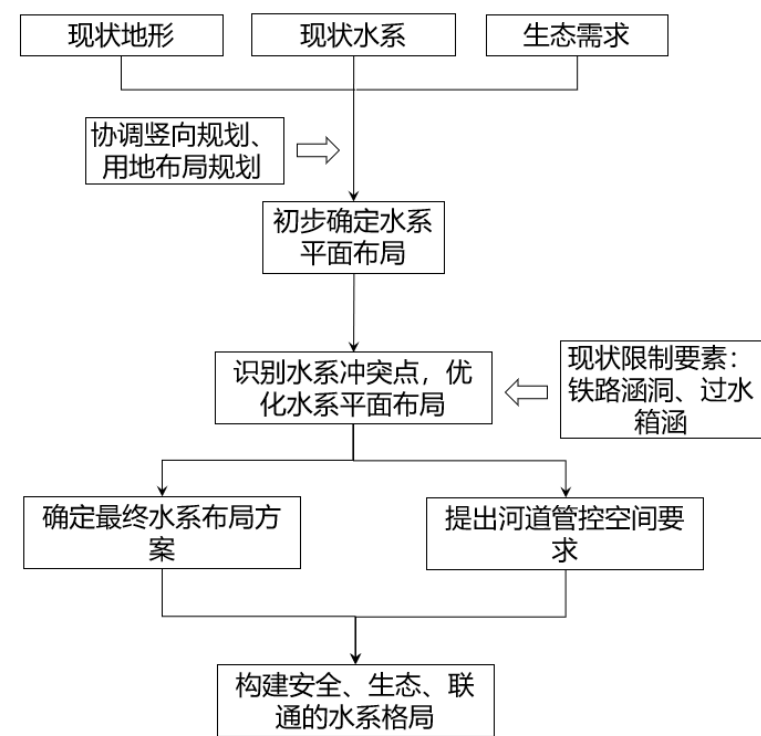 现状地形
现状水系
生态需求
协调竖向规划、
用地布局规划
初步确定水系
平面布局
识别水系冲突点，优
化水系平面布局
现状限制要素：
铁路涵洞、过水
箱涵
确定最终水系布局方
案
提出河道管控空间要
求
构建安全、生态、联
通的水系格局